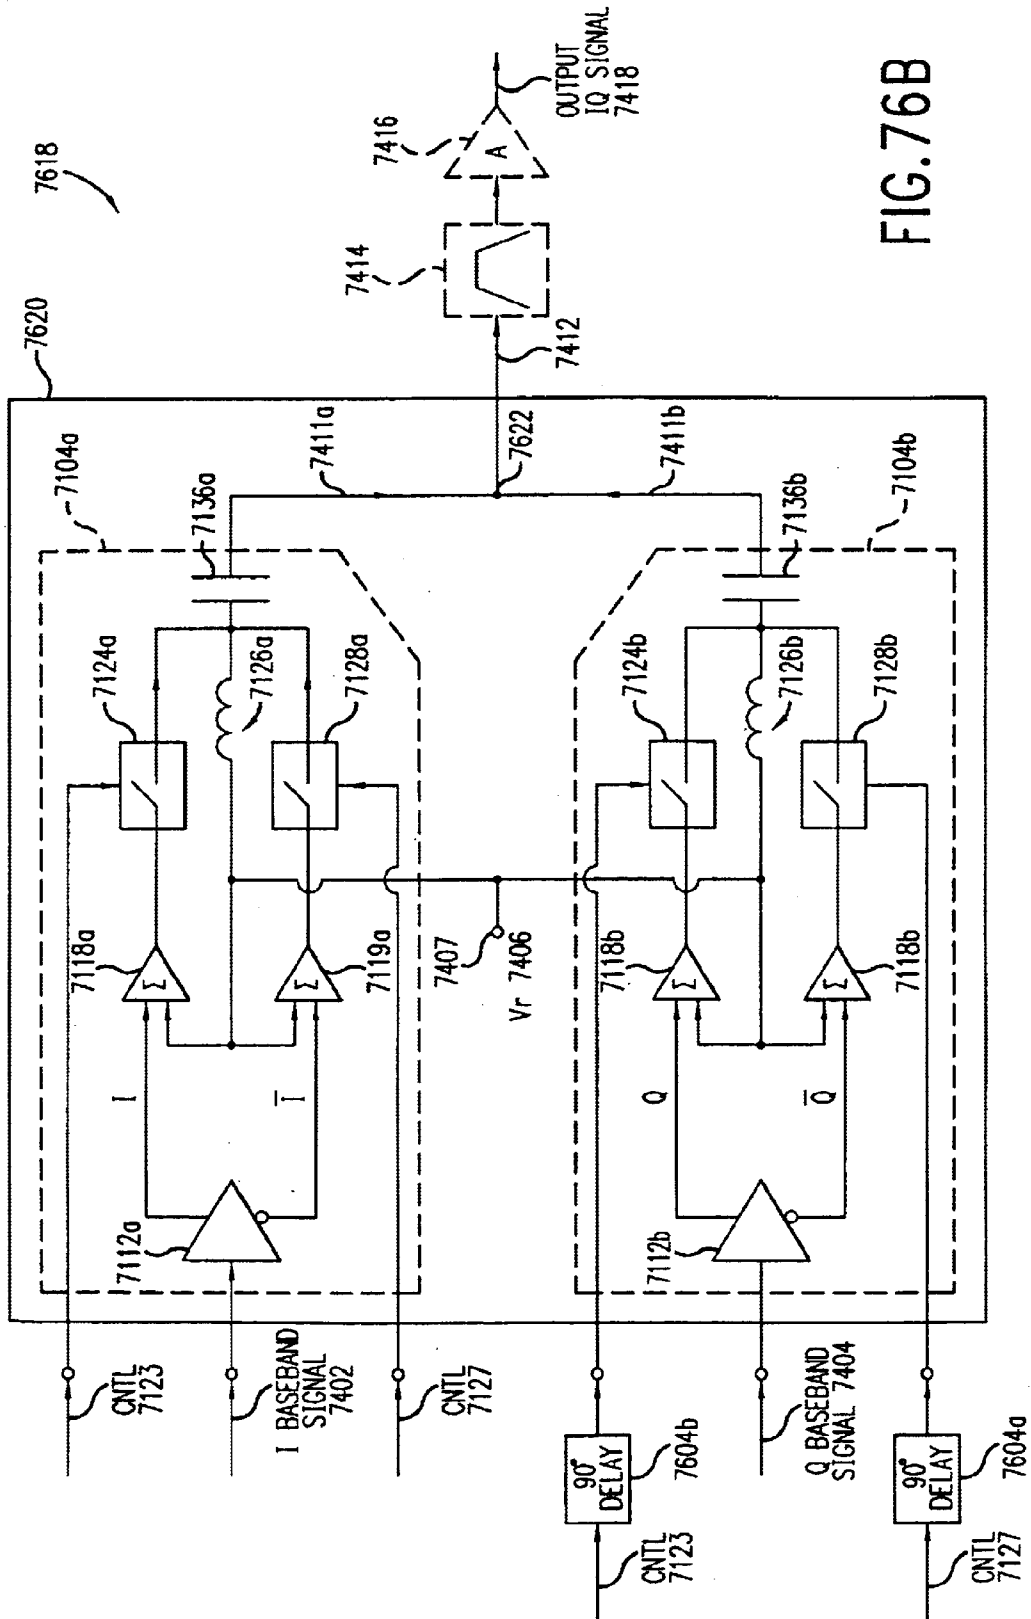 7618
7620
7104a
7136a
7411a
7124a
7126a
7128a
7118a
7119a
Σ
Σ
I
I̅
7112a
CNTL
7123
I BASEBAND
SIGNAL
7402
CNTL
7127
7407
Vr 7406
7622
7412
7414
7416
A
OUTPUT
IQ SIGNAL
7418
7411b
7104b
7136b
7124b
7126b
7128b
7118b
7118b
Σ
Σ
Q
Q̅
7112b
90°
DELAY
7604b
CNTL
7123
Q BASEBAND
SIGNAL 7404
90°
DELAY
7604a
CNTL
7127
FIG.76B